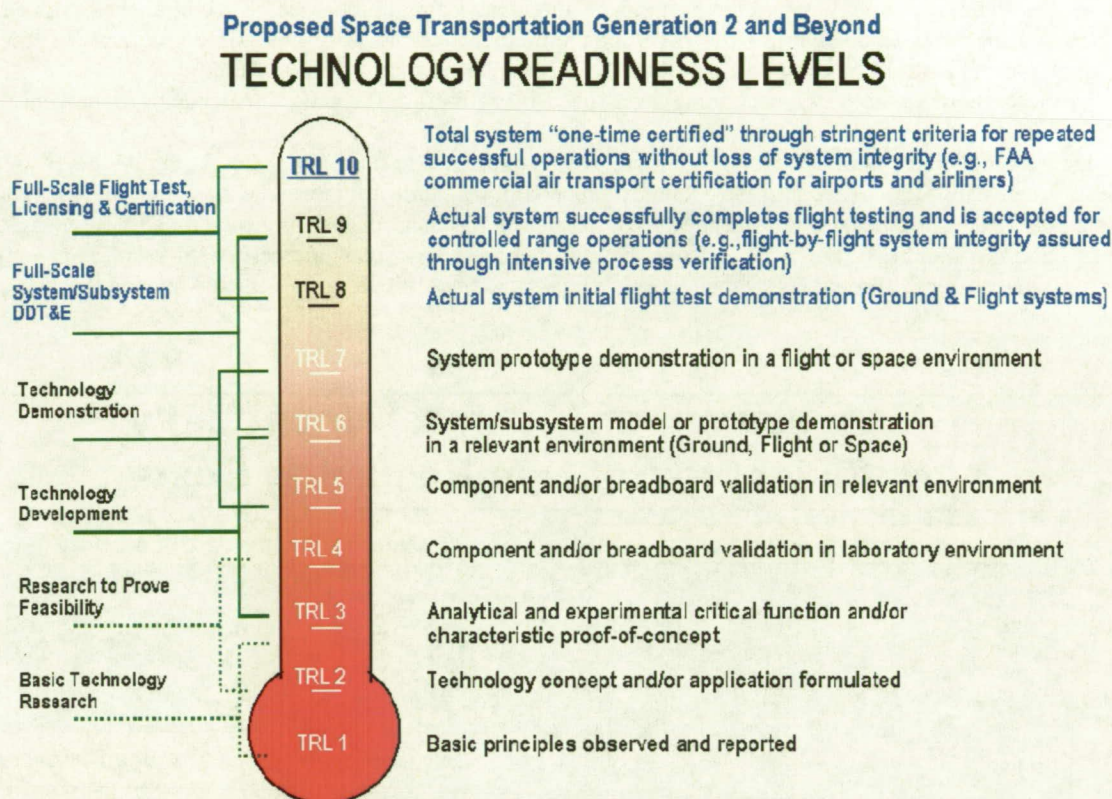 Proposed Space Transportation Generation 2 and Beyond
TECHNOLOGY READINESS LEVELS
Full-Scale Flight Test,
Licensing & Certification
Full-Scale
System/Subsystem
DDT&E
Technology
Demonstration
Technology
Development
Research to Prove
Feasibility
Basic Technology
Research
TRL 10
Total system “one-time certified” through stringent criteria for repeated
successful operations without loss of system integrity (e.g., FAA
commercial air transport certification for airports and airliners)
TRL 9
Actual system successfully completes flight testing and is accepted for
controlled range operations (e.g.,flight-by-flight system integrity assured
through intensive process verification)
TRL 8
Actual system initial flight test demonstration (Ground & Flight systems)
TRL 7
System prototype demonstration in a flight or space environment
TRL 6
System/subsystem model or prototype demonstration
in a relevant environment (Ground, Flight or Space)
TRL 5
Component and/or breadboard validation in relevant environment
TRL 4
Component and/or breadboard validation in laboratory environment
TRL 3
Analytical and experimental critical function and/or
characteristic proof-of-concept
TRL 2
Technology concept and/or application formulated
TRL 1
Basic principles observed and reported